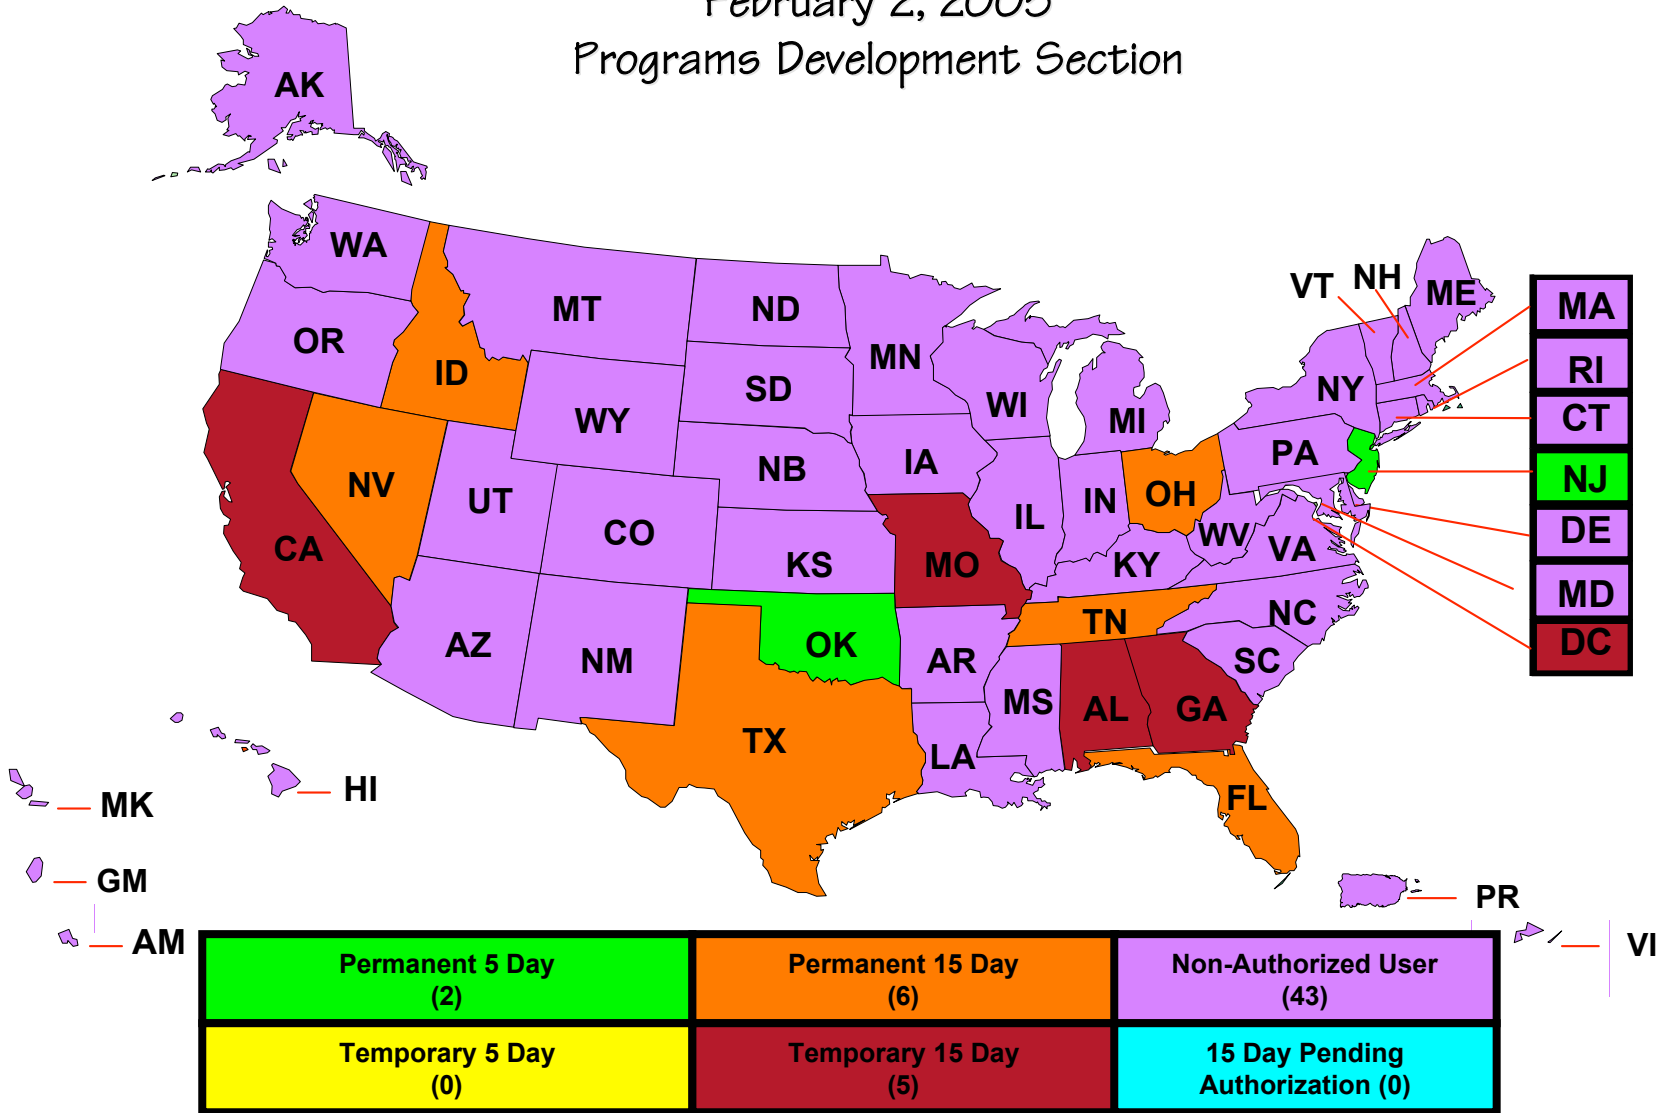 February 2, 2005
Programs Development Section
AK
WA
OR
CA
ID
NV
MT
WY
UT
AZ
CO
NM
ND
SD
NB
KS
OK
TX
MN
IA
MO
AR
LA
WI
IL
MS
MI
IN
OH
KY
TN
AL
GA
FL
WV
VA
NC
SC
PA
NY
VT
NH
ME
MA
RI
CT
NJ
DE
MD
DC
HI
MK
GM
AM
PR
VI
Permanent 5 Day
(2)
Permanent 15 Day
(6)
Non-Authorized User
(43)
Temporary 5 Day
(0)
Temporary 15 Day
(5)
15 Day Pending
Authorization (0)